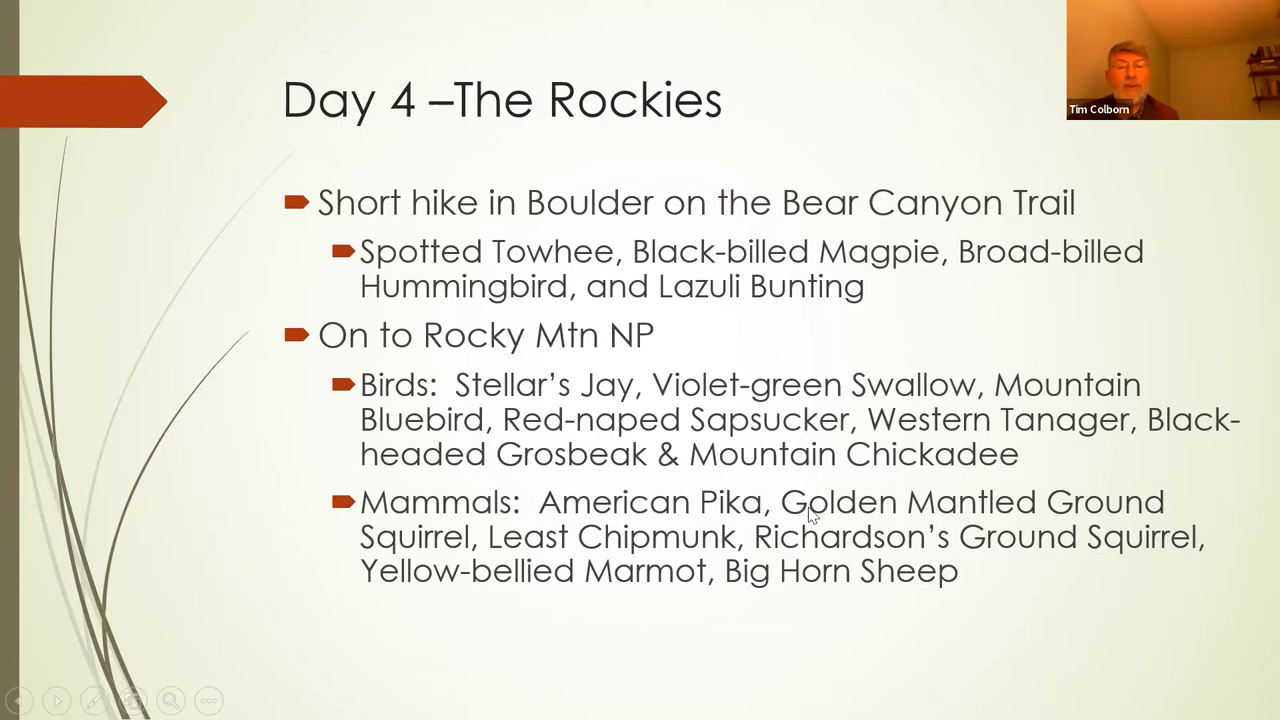 Day 4 –The Rockies
Tim Colborn
Short hike in Boulder on the Bear Canyon Trail
Spotted Towhee, Black-billed Magpie, Broad-billed
Hummingbird, and Lazuli Bunting
On to Rocky Mtn NP
Birds:  Stellar’s Jay, Violet-green Swallow, Mountain
Bluebird, Red-naped Sapsucker, Western Tanager, Black-
headed Grosbeak & Mountain Chickadee
Mammals:  American Pika, Golden Mantled Ground
Squirrel, Least Chipmunk, Richardson’s Ground Squirrel,
Yellow-bellied Marmot, Big Horn Sheep